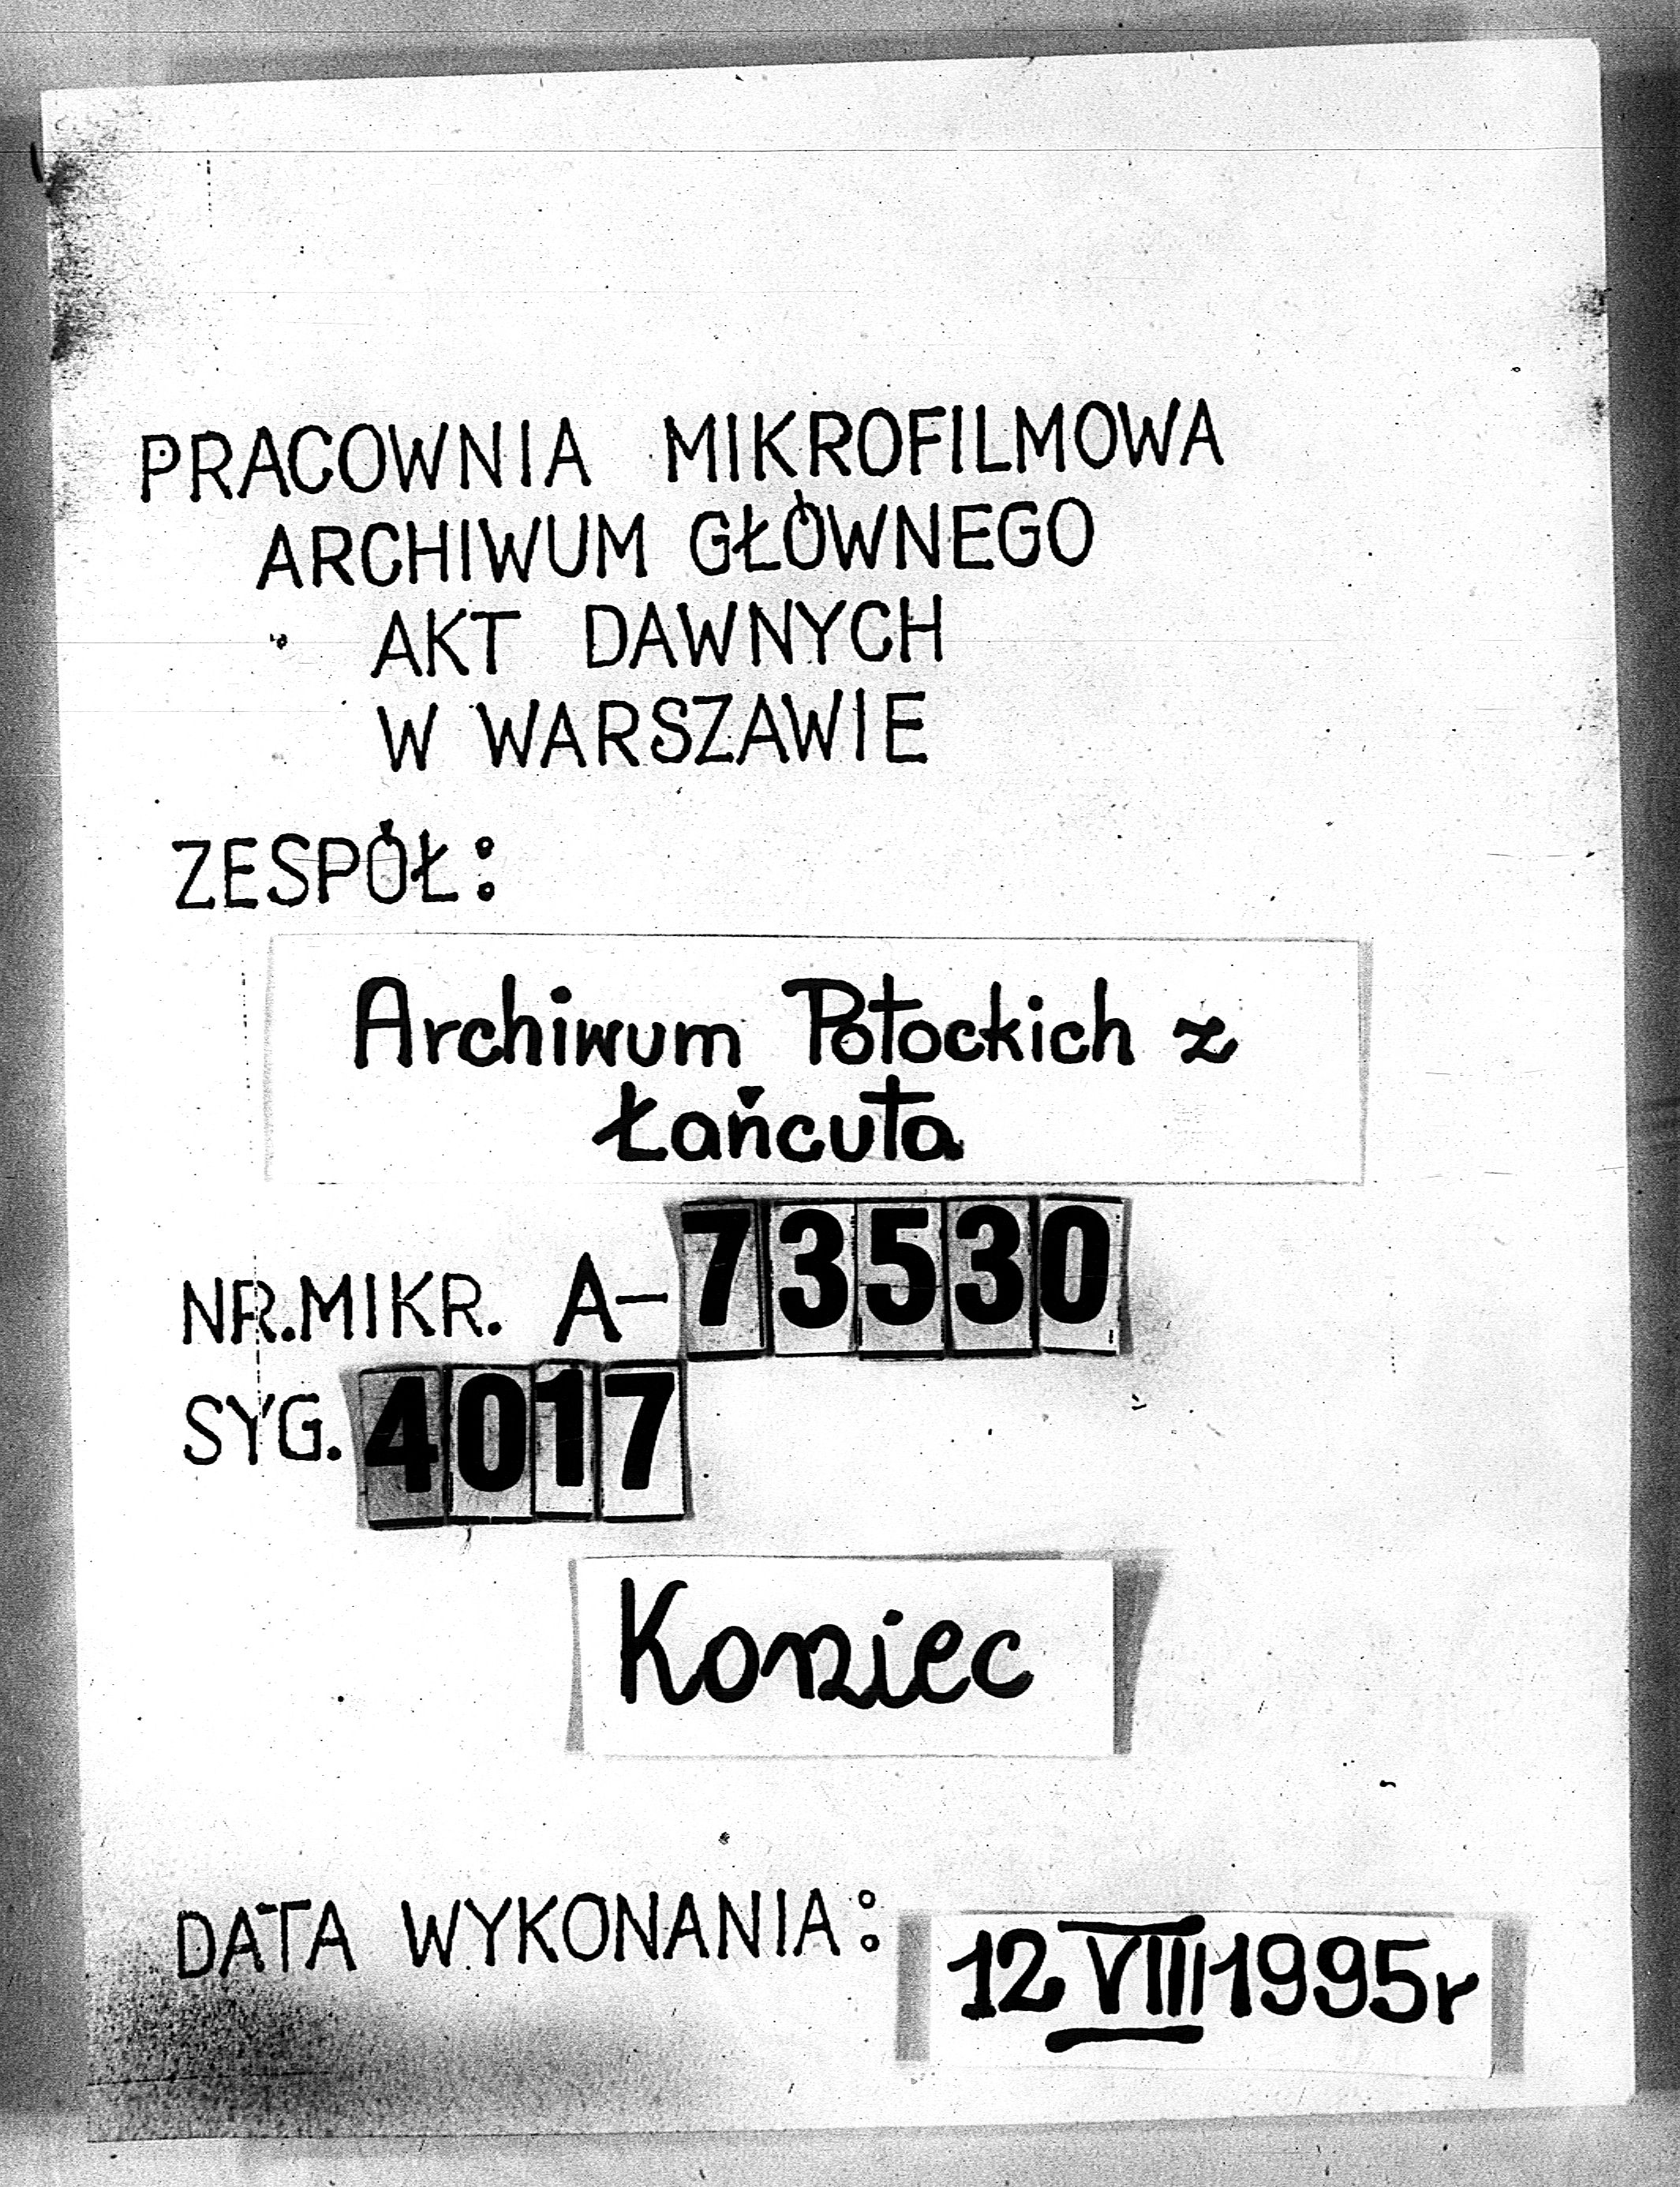 PRACOWNIA MIKROFILMOWA
ARCHIWUM GŁÓWNEGO
AKT DAWNYCH
W WARSZAWIE
ZESPÓŁ:
Archiwum Potockich z
Łańcuta
NR.MIKR. A-73530
SYG. 4017
Koniec
DATA WYKONANIA: 12 VIII 1995r